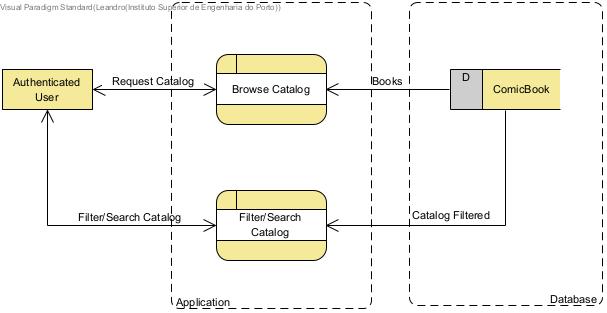 Visual Paradigm Standard(Leandro(Instituto Superior de Engenharia do Porto))
Authenticated
User
Request Catalog
Browse Catalog
Books
D
ComicBook
Filter/Search Catalog
Filter/Search
Catalog
Catalog Filtered
Application
Database